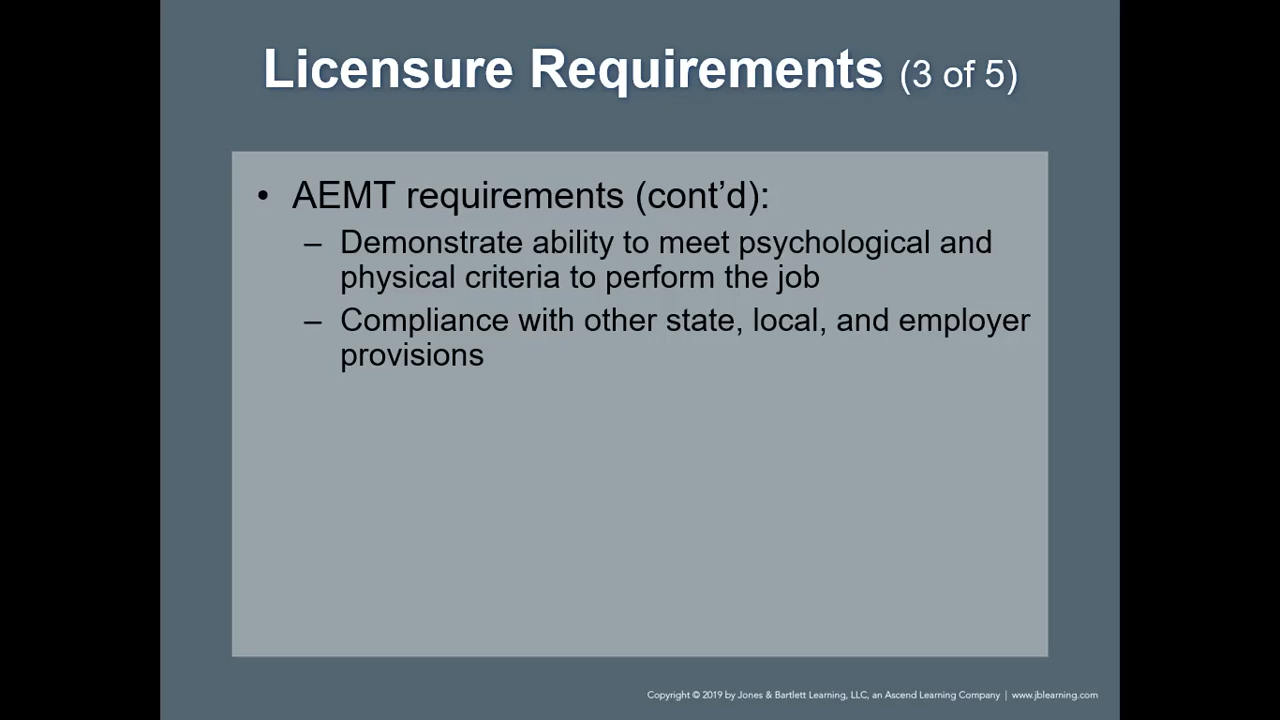 Licensure Requirements (3 of 5)
• AEMT requirements (cont’d):
– Demonstrate ability to meet psychological and
physical criteria to perform the job
– Compliance with other state, local, and employer
provisions
Copyright © 2019 by Jones & Bartlett Learning, LLC, an Ascend Learning Company | www.jblearning.com